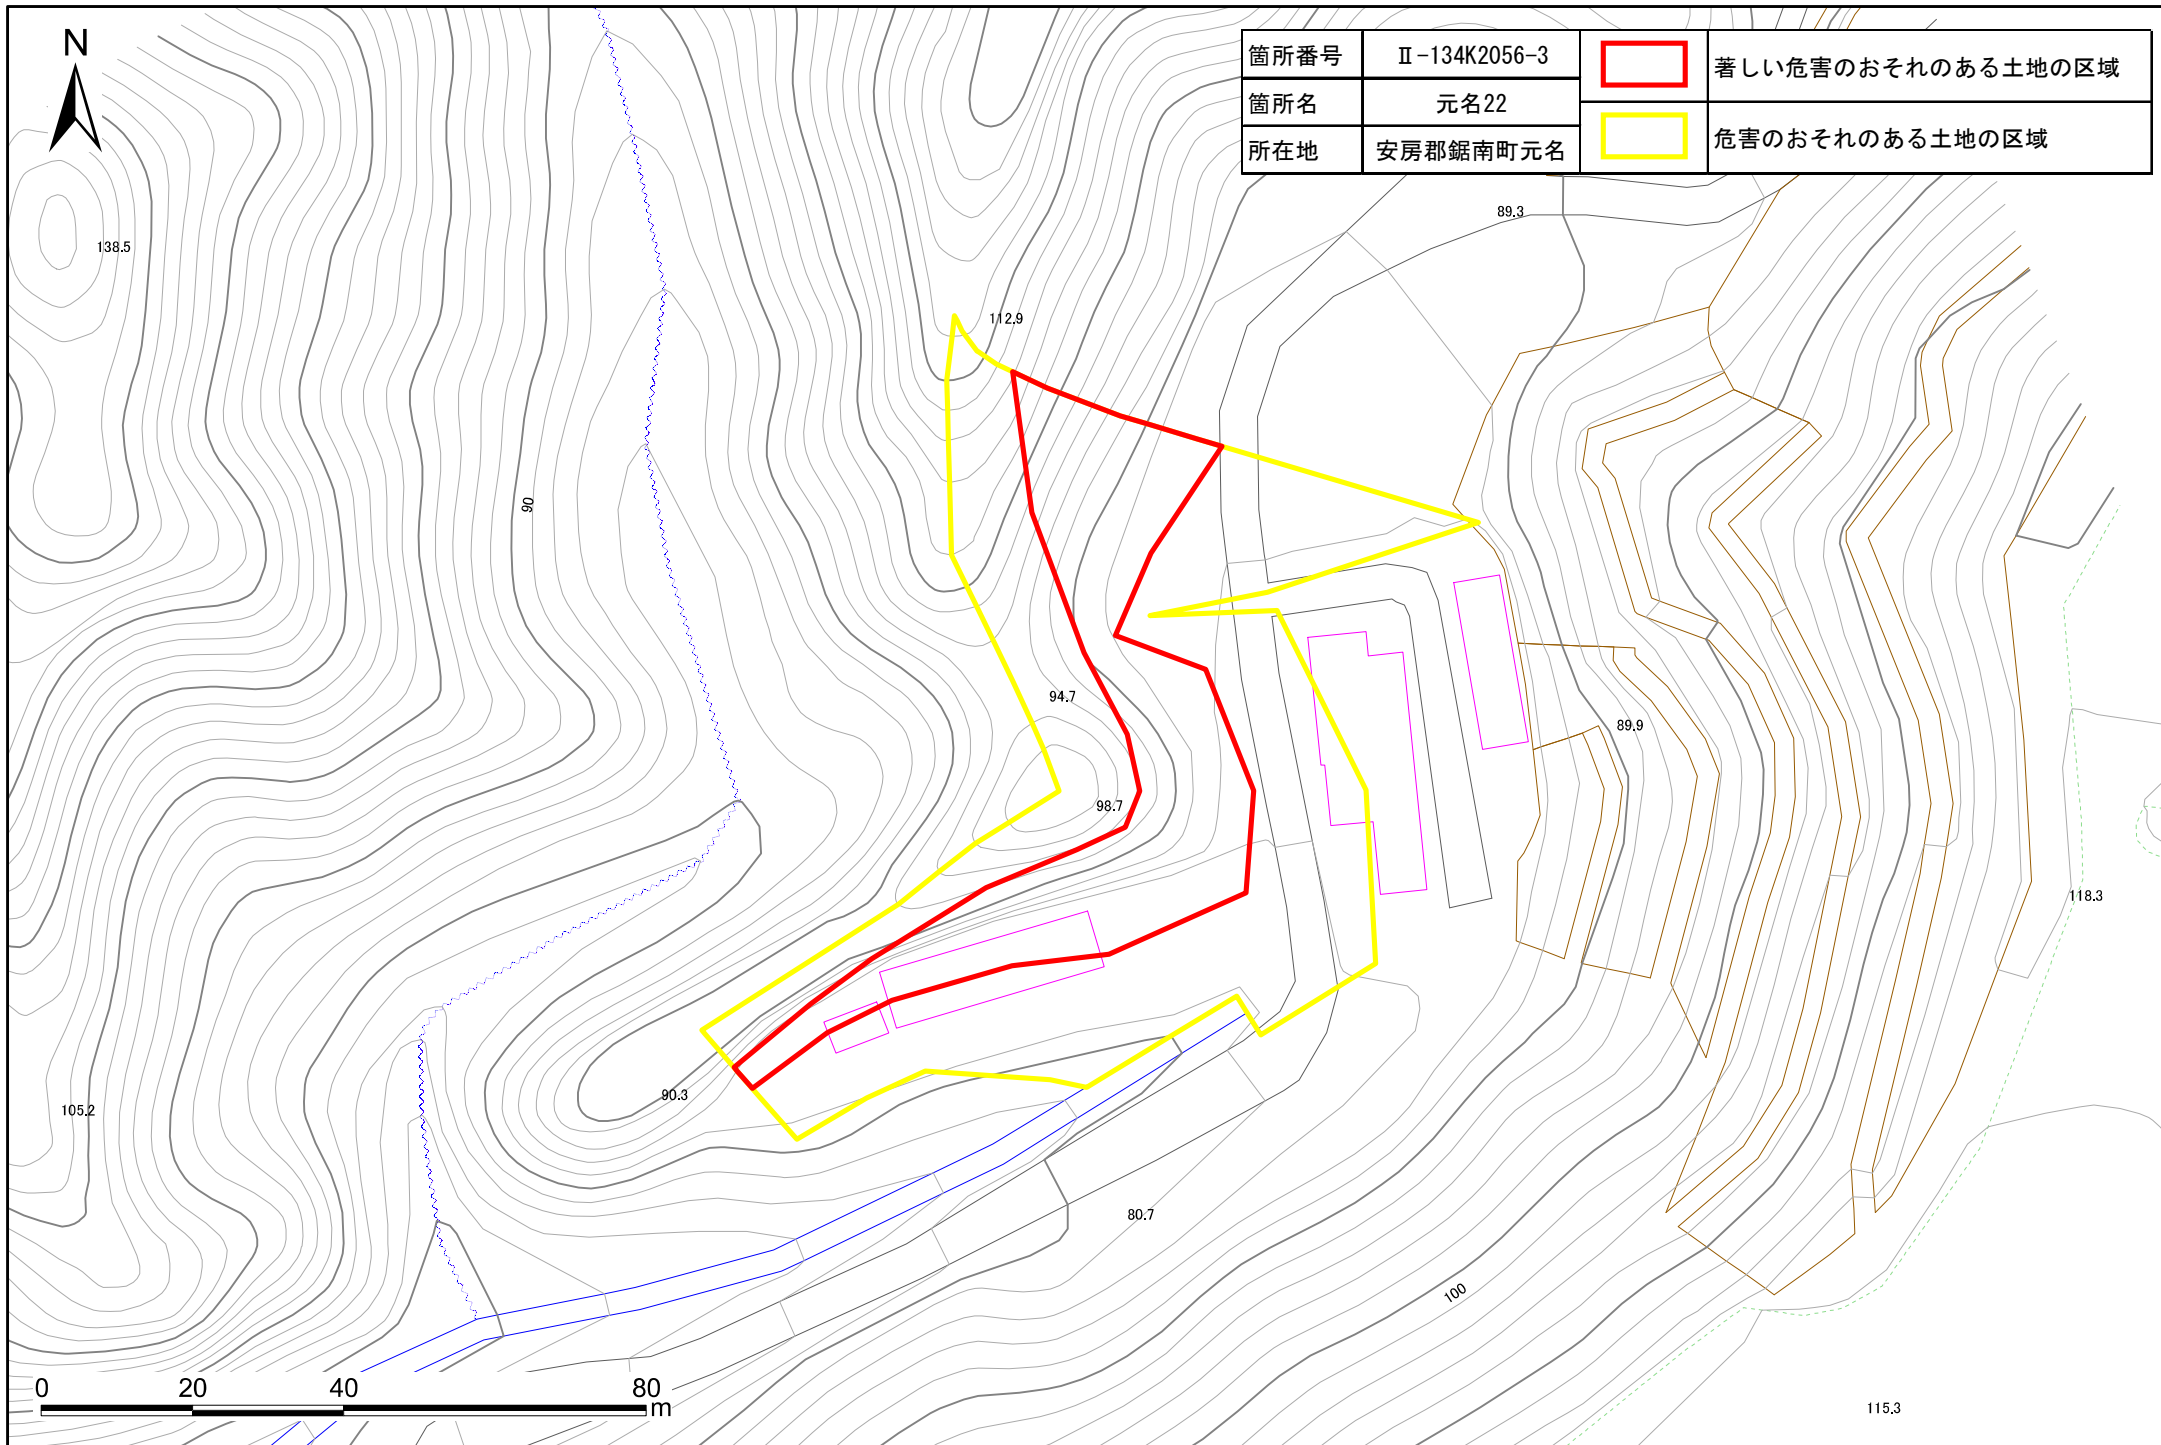 N
箇所番号 Ⅱ-134K2056-3 著しい危害のおそれのある土地の区域
箇所名 元名22
所在地 安房郡鋸南町元名 危害のおそれのある土地の区域
89.3
138.5
112.9
90
94.7
89.9
98.7
118.3
90.3
105.2
80.7
100
115.3
0 20 40 80
m